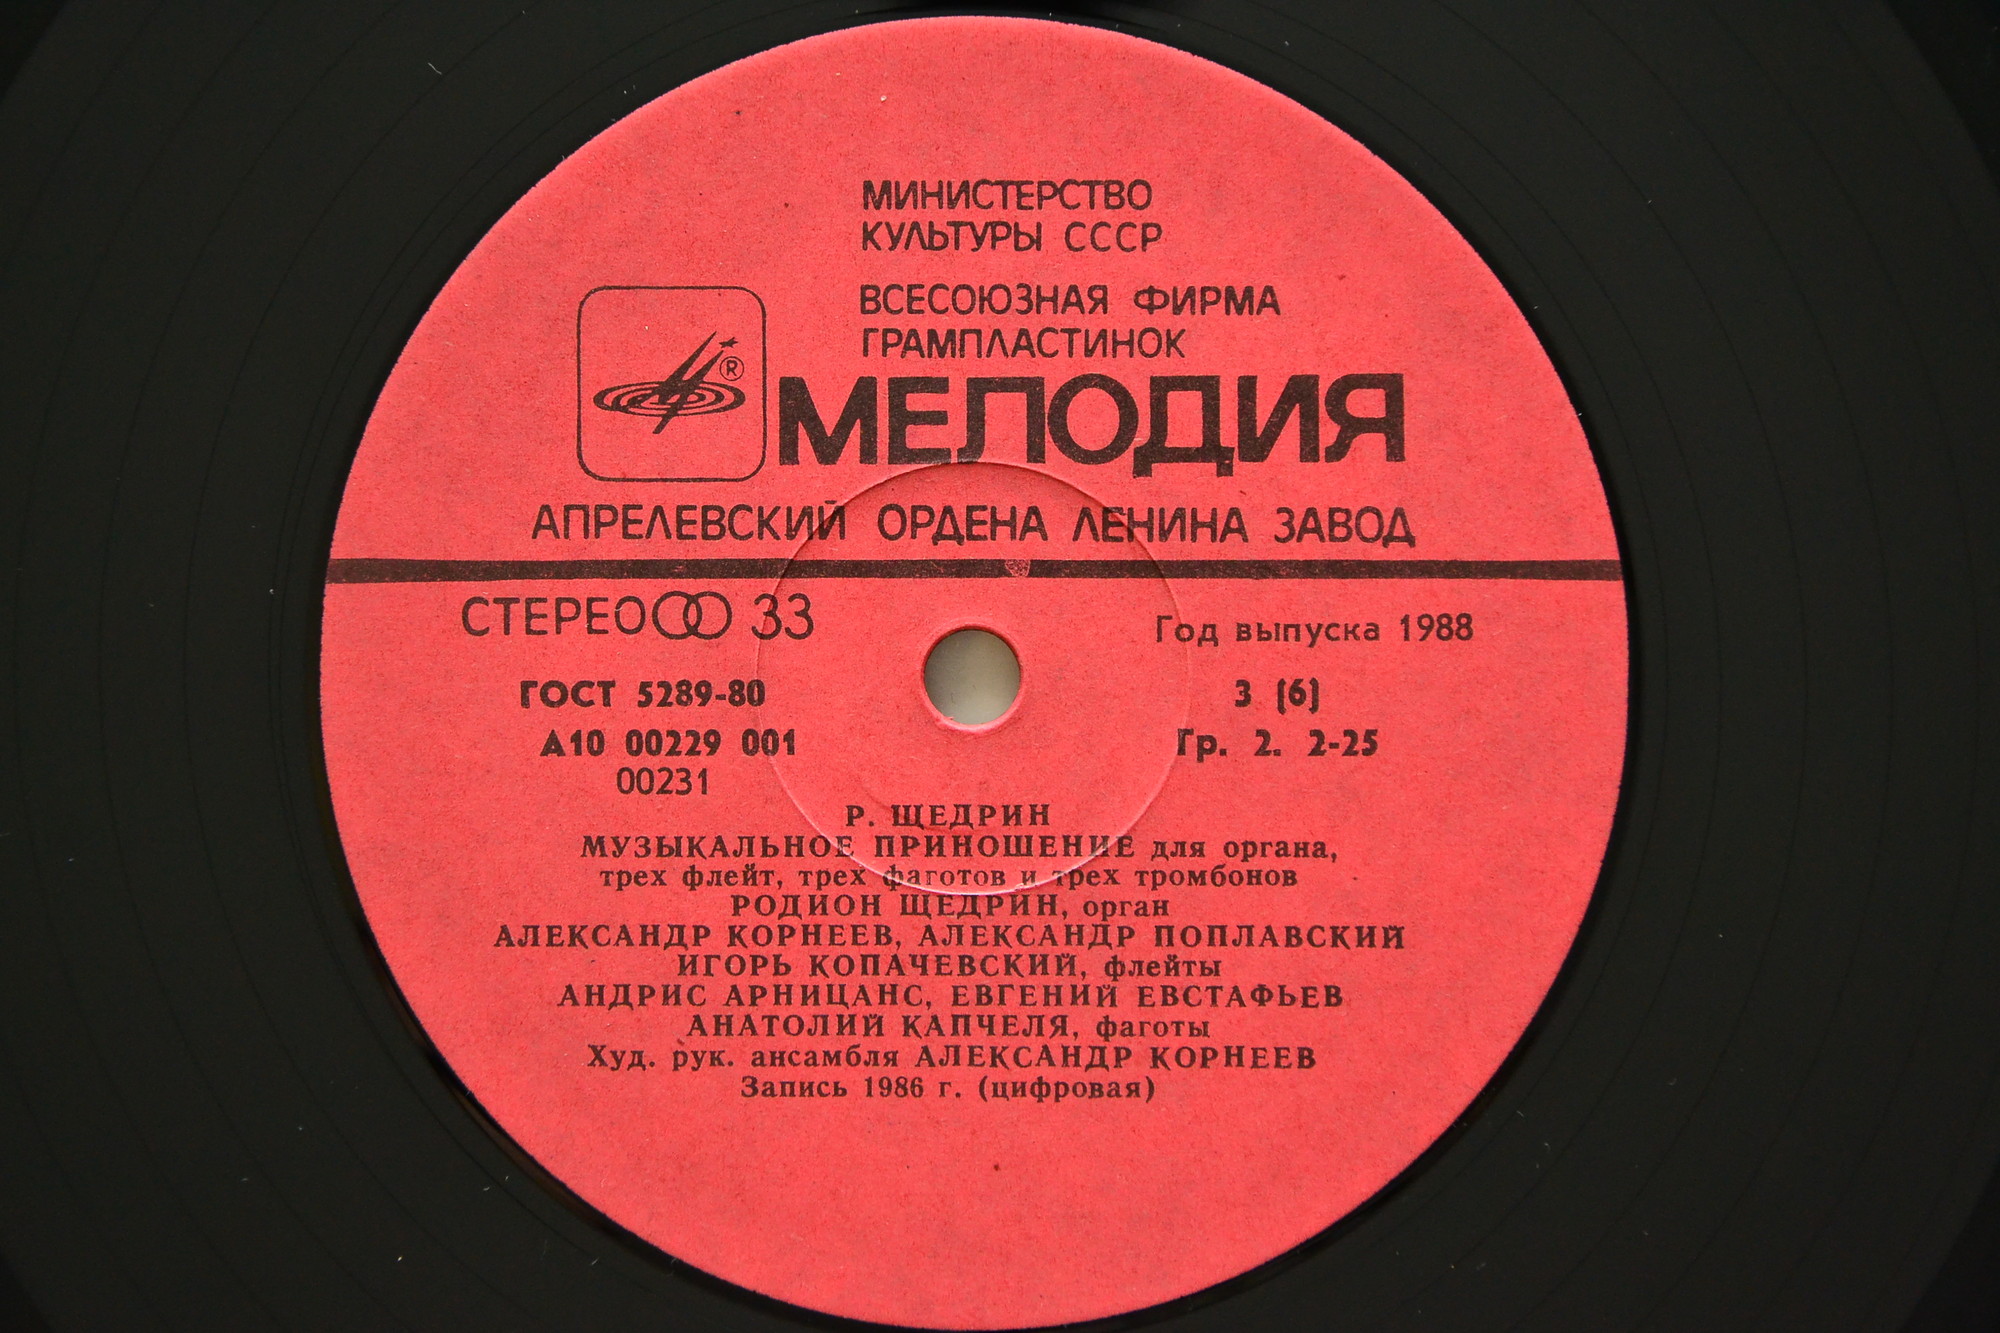 МИНИСТЕРСТВО
КУЛЬТУРЫ СССР
ВСЕСОЮЗНАЯ ФИРМА
ГРАМПЛАСТИНОК
®
МЕЛОДИЯ
АПРЕЛЕВСКИЙ ОРДЕНА ЛЕНИНА ЗАВОД
СТЕРЕО 33
Год выпуска 1988
ГОСТ 5289-80
3 (6)
А10 00229 001
Гр. 2. 2-25
00231
Р. ЩЕДРИН
МУЗЫКАЛЬНОЕ ПРИНОШЕНИЕ для органа,
трех флейт, трех фаготов и трех тромбонов
РОДИОН ЩЕДРИН, орган
АЛЕКСАНДР КОРНЕЕВ, АЛЕКСАНДР ПОПЛАВСКИЙ
ИГОРЬ КОПАЧЕВСКИЙ, флейты
АНДРИС АРНИЦАНС, ЕВГЕНИЙ ЕВСТАФЬЕВ
АНАТОЛИЙ КАПЧЕЛЯ, фаготы
Худ. рук. ансамбля АЛЕКСАНДР КОРНЕЕВ
Запись 1986 г. (цифровая)